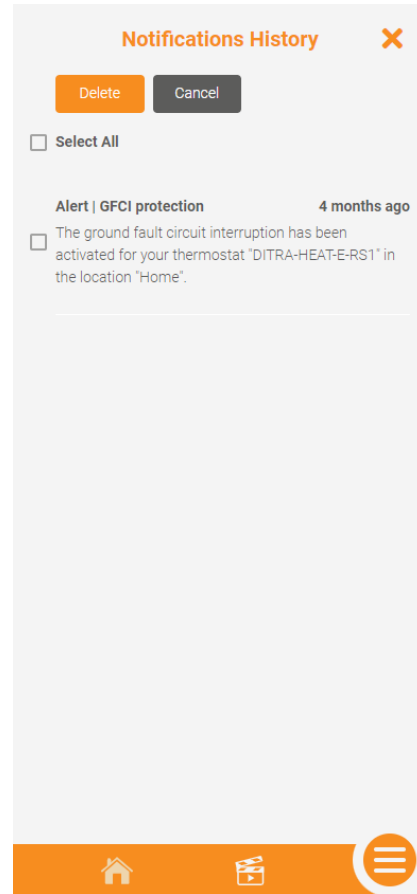 Notifications History
Delete
Cancel
Select All
Alert | GFCI protection
4 months ago
The ground fault circuit interruption has been
activated for your thermostat "DITRA-HEAT-E-RS1" in
the location "Home".